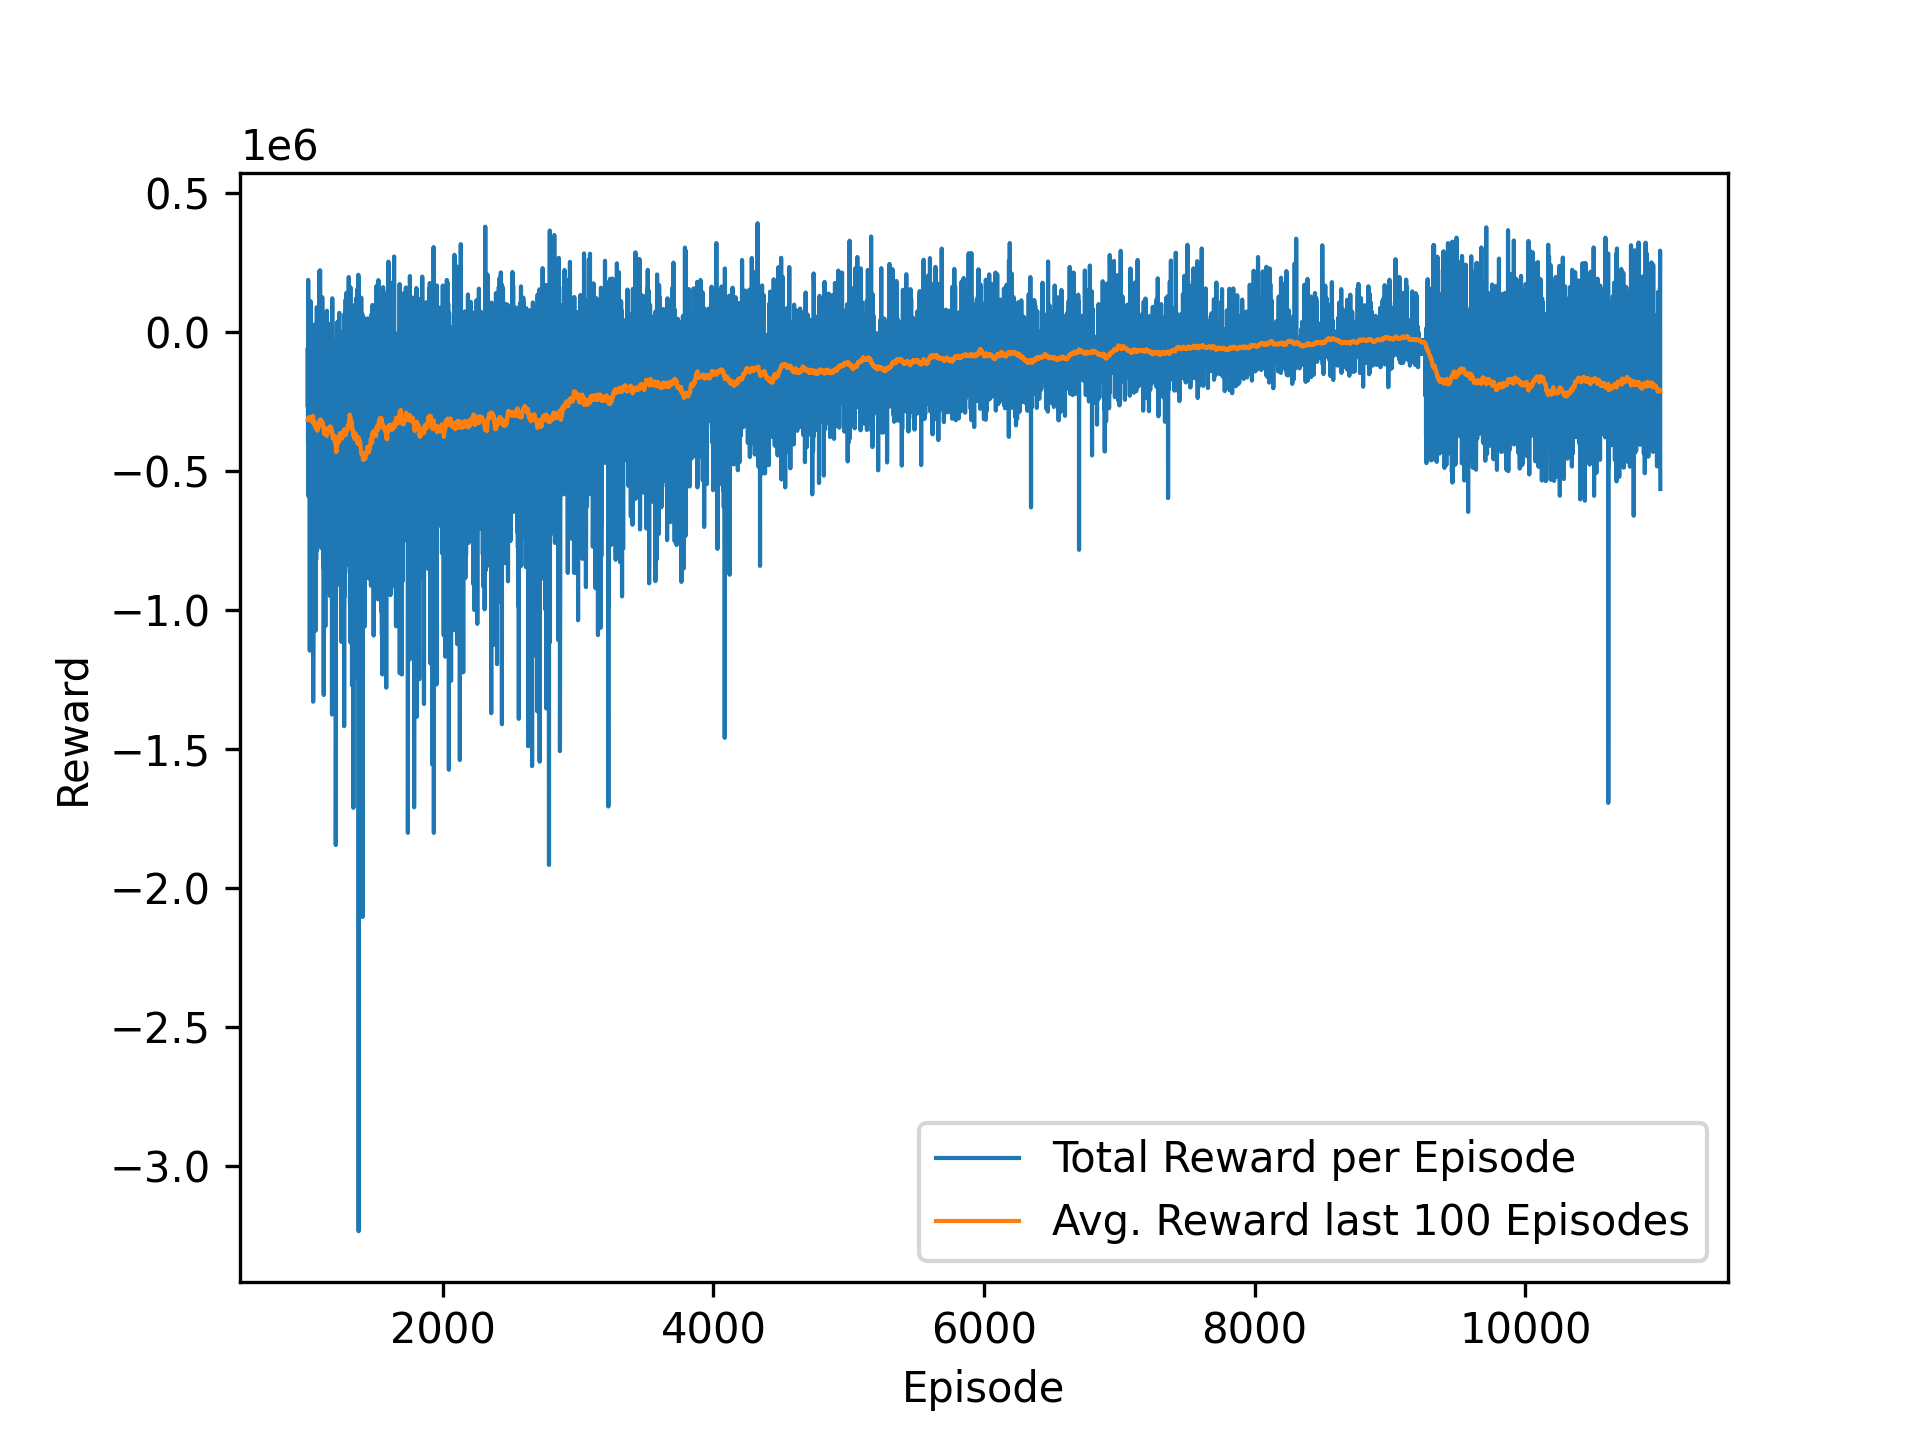 1e6
0.5
0.0
−0.5
−1.0
−1.5
−2.0
−2.5
−3.0
Reward
Total Reward per Episode
Avg. Reward last 100 Episodes
2000 4000 6000 8000 10000
Episode